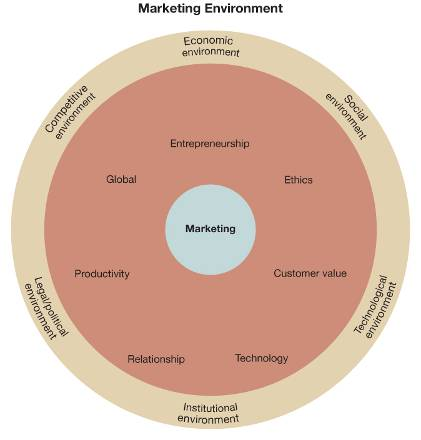 Marketing Environment
Economic
environment
Competitive
environment
Social
environment
Entrepreneurship
Global
Ethics
Marketing
Productivity
Customer value
Legal/political
environment
Technological
environment
Relationship
Technology
Institutional
environment